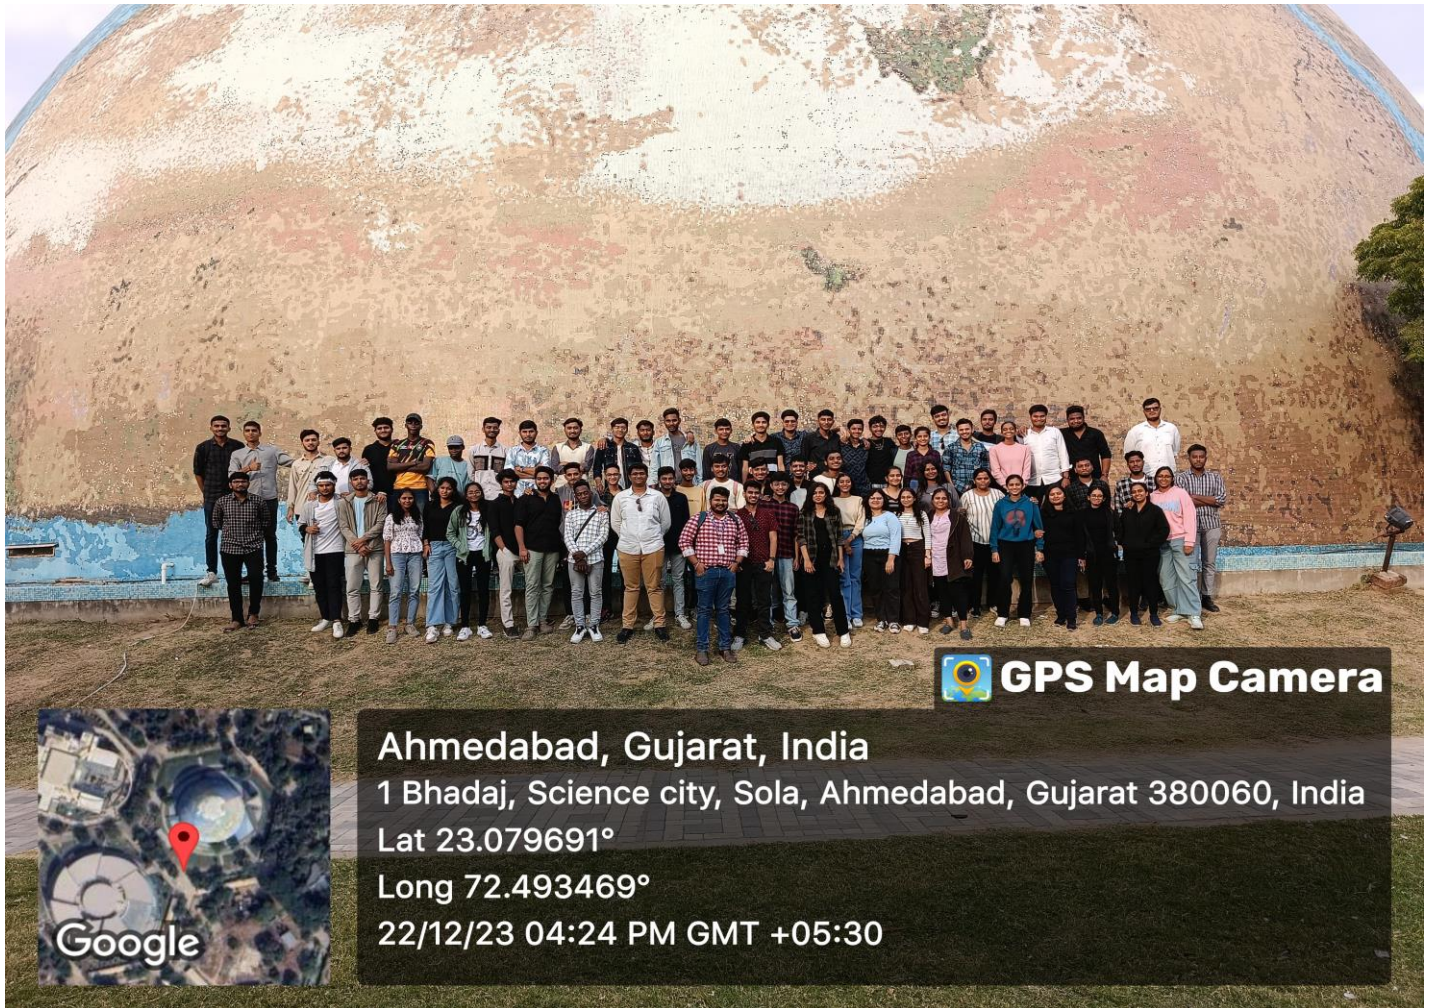 GPS Map Camera
Ahmedabad, Gujarat, India
1 Bhadaj, Science city, Sola, Ahmedabad, Gujarat 380060, India
Lat 23.079691°
Long 72.493469°
22/12/23 04:24 PM GMT +05:30
Google